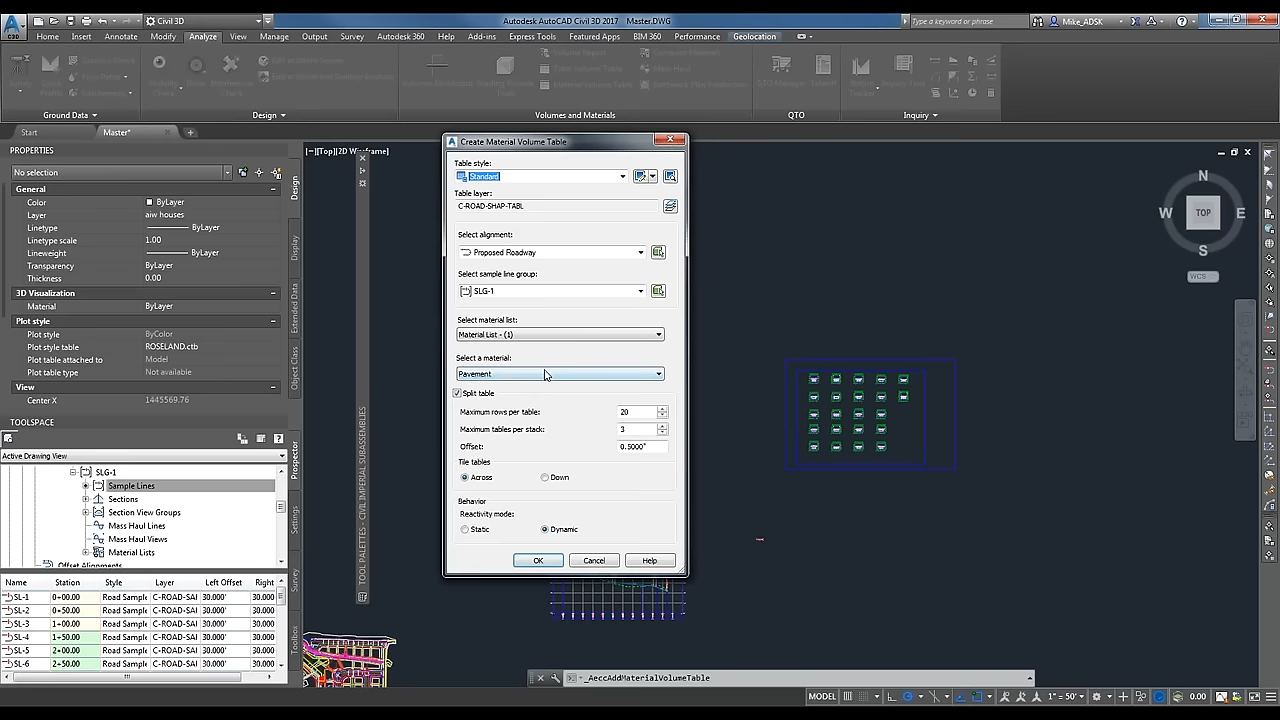 C3D
Civil 3D
Autodesk AutoCAD Civil 3D 2017   Master.DWG
Type a keyword or phrase
Mike_ADSK
Home Insert Annotate Modify Analyze View Manage Output Survey Autodesk 360 Help Add-ins Express Tools Featured Apps BIM 360 Performance Geolocation
Ground Data
Design
Volumes and Materials
QTO
Inquiry
Start
Master*
PROPERTIES
No selection
General
Color ByLayer
Layer aiw houses
Linetype ByLayer
Linetype scale 1.00
Lineweight ByLayer
Transparency ByLayer
Thickness 0.00
3D Visualization
Material ByLayer
Plot style
Plot style ByColor
Plot style table ROSELAND.ctb
Plot table attached to Model
Plot table type Not available
View
Center X 1445569.76
Design
Display
Extended Data
Object Class
TOOLSPACE
Active Drawing View
SLG-1
Sample Lines
Sections
Section View Groups
Mass Haul Lines
Mass Haul Views
Material Lists
Offset Alignments
Prospector
Settings
Survey
Toolbox
Name Station Style Layer Left Offset Right
SL-1 0+00.00 Road Sampl C-ROAD-SAI 30.000' 30.000
SL-2 0+50.00 Road Sampl C-ROAD-SAI 30.000' 30.000
SL-3 1+00.00 Road Sampl C-ROAD-SAI 30.000' 30.000
SL-4 1+50.00 Road Sampl C-ROAD-SAI 30.000' 30.000
SL-5 2+00.00 Road Sampl C-ROAD-SAI 30.000' 30.000
SL-6 2+50.00 Road Sampl C-ROAD-SAI 30.000' 30.000
[−][Top][2D Wireframe]
TOOL PALETTES - CIVIL IMPERIAL SUBASSEMBLIES
Create Material Volume Table
Table style:
Standard
Table layer:
C-ROAD-SHAP-TABL
Select alignment:
Proposed Roadway
Select sample line group:
SLG-1
Select material list:
Material List - (1)
Select a material:
Pavement
Split table
Maximum rows per table: 20
Maximum tables per stack: 3
Offset: 0.5000"
Tile tables
Across Down
Behavior
Reactivity mode:
Static Dynamic
OK Cancel Help
N
W TOP E
S
WCS
_AeccAddMaterialVolumeTable
MODEL
1" = 50'
0.00